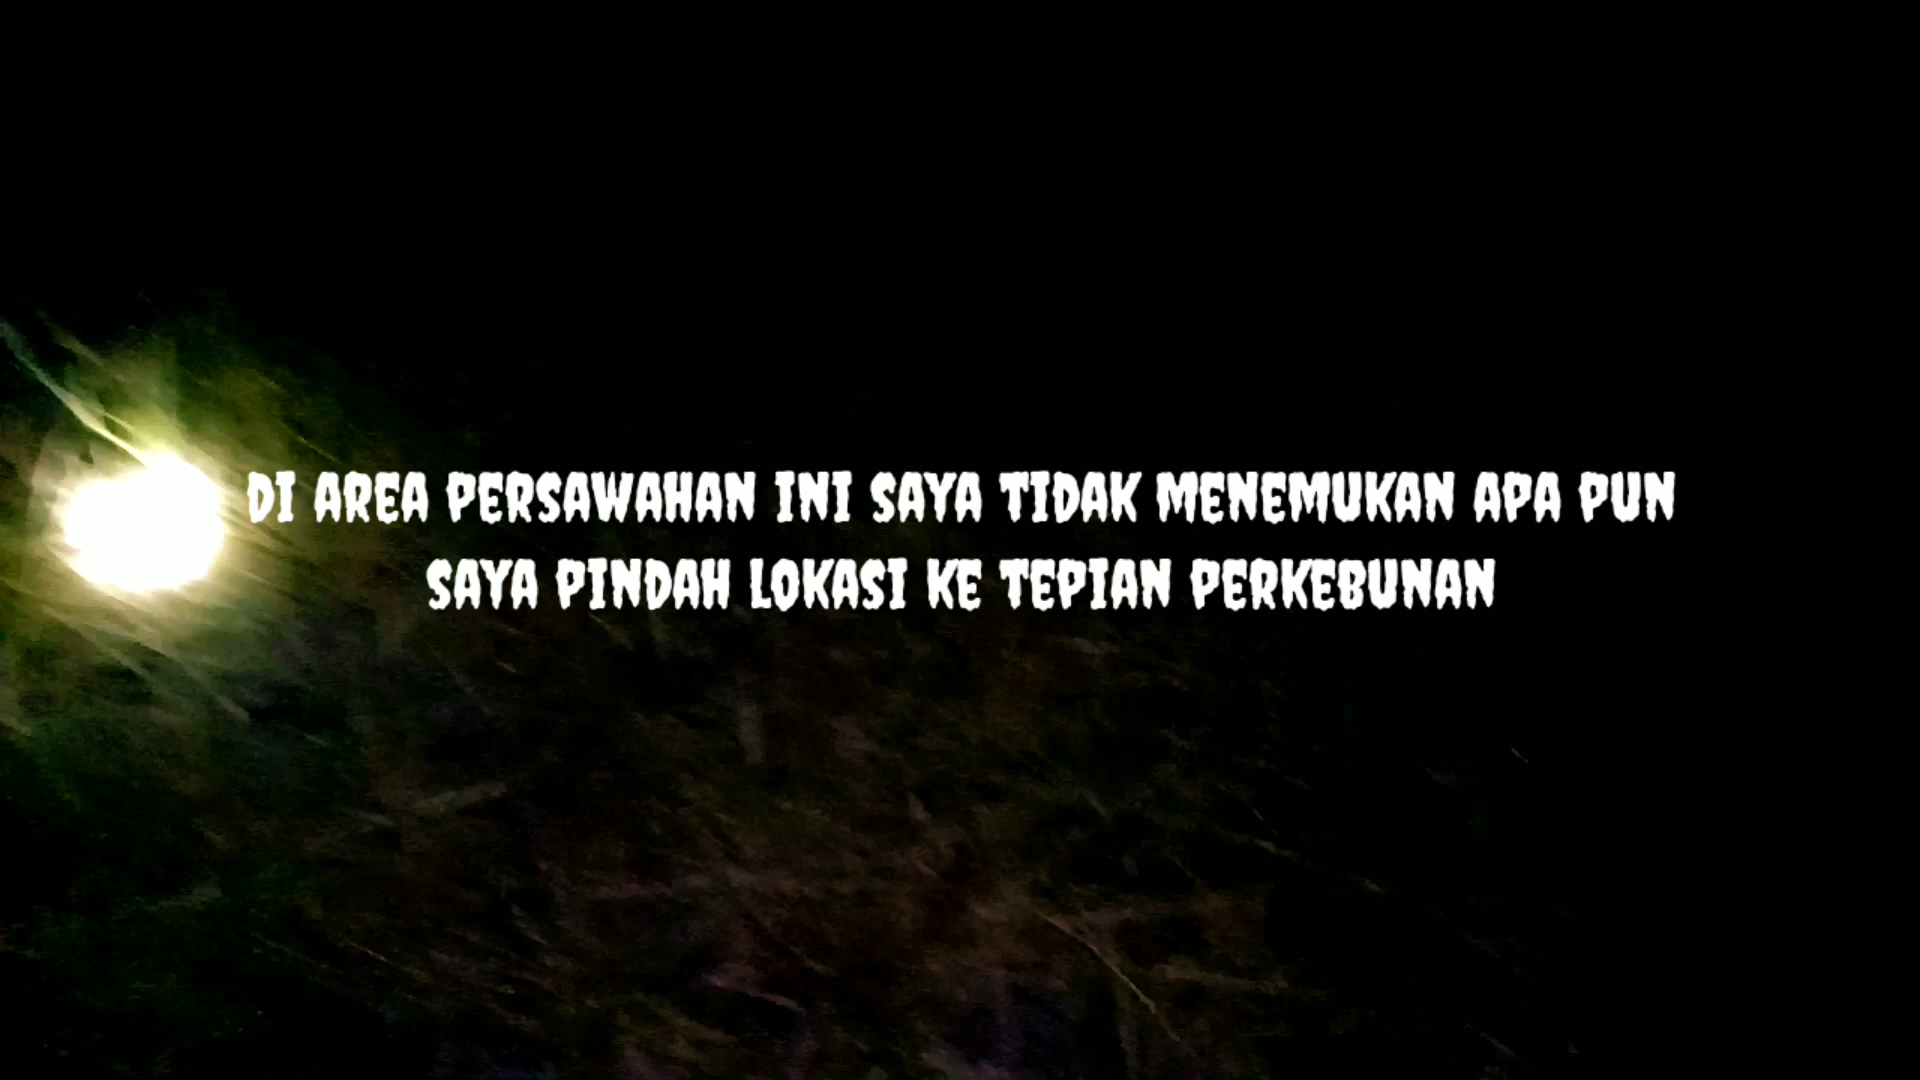 DI AREA PERSAWAHAN INI SAYA TIDAK MENEMUKAN APA PUN
SAYA PINDAH LOKASI KE TEPIAN PERKEBUNAN